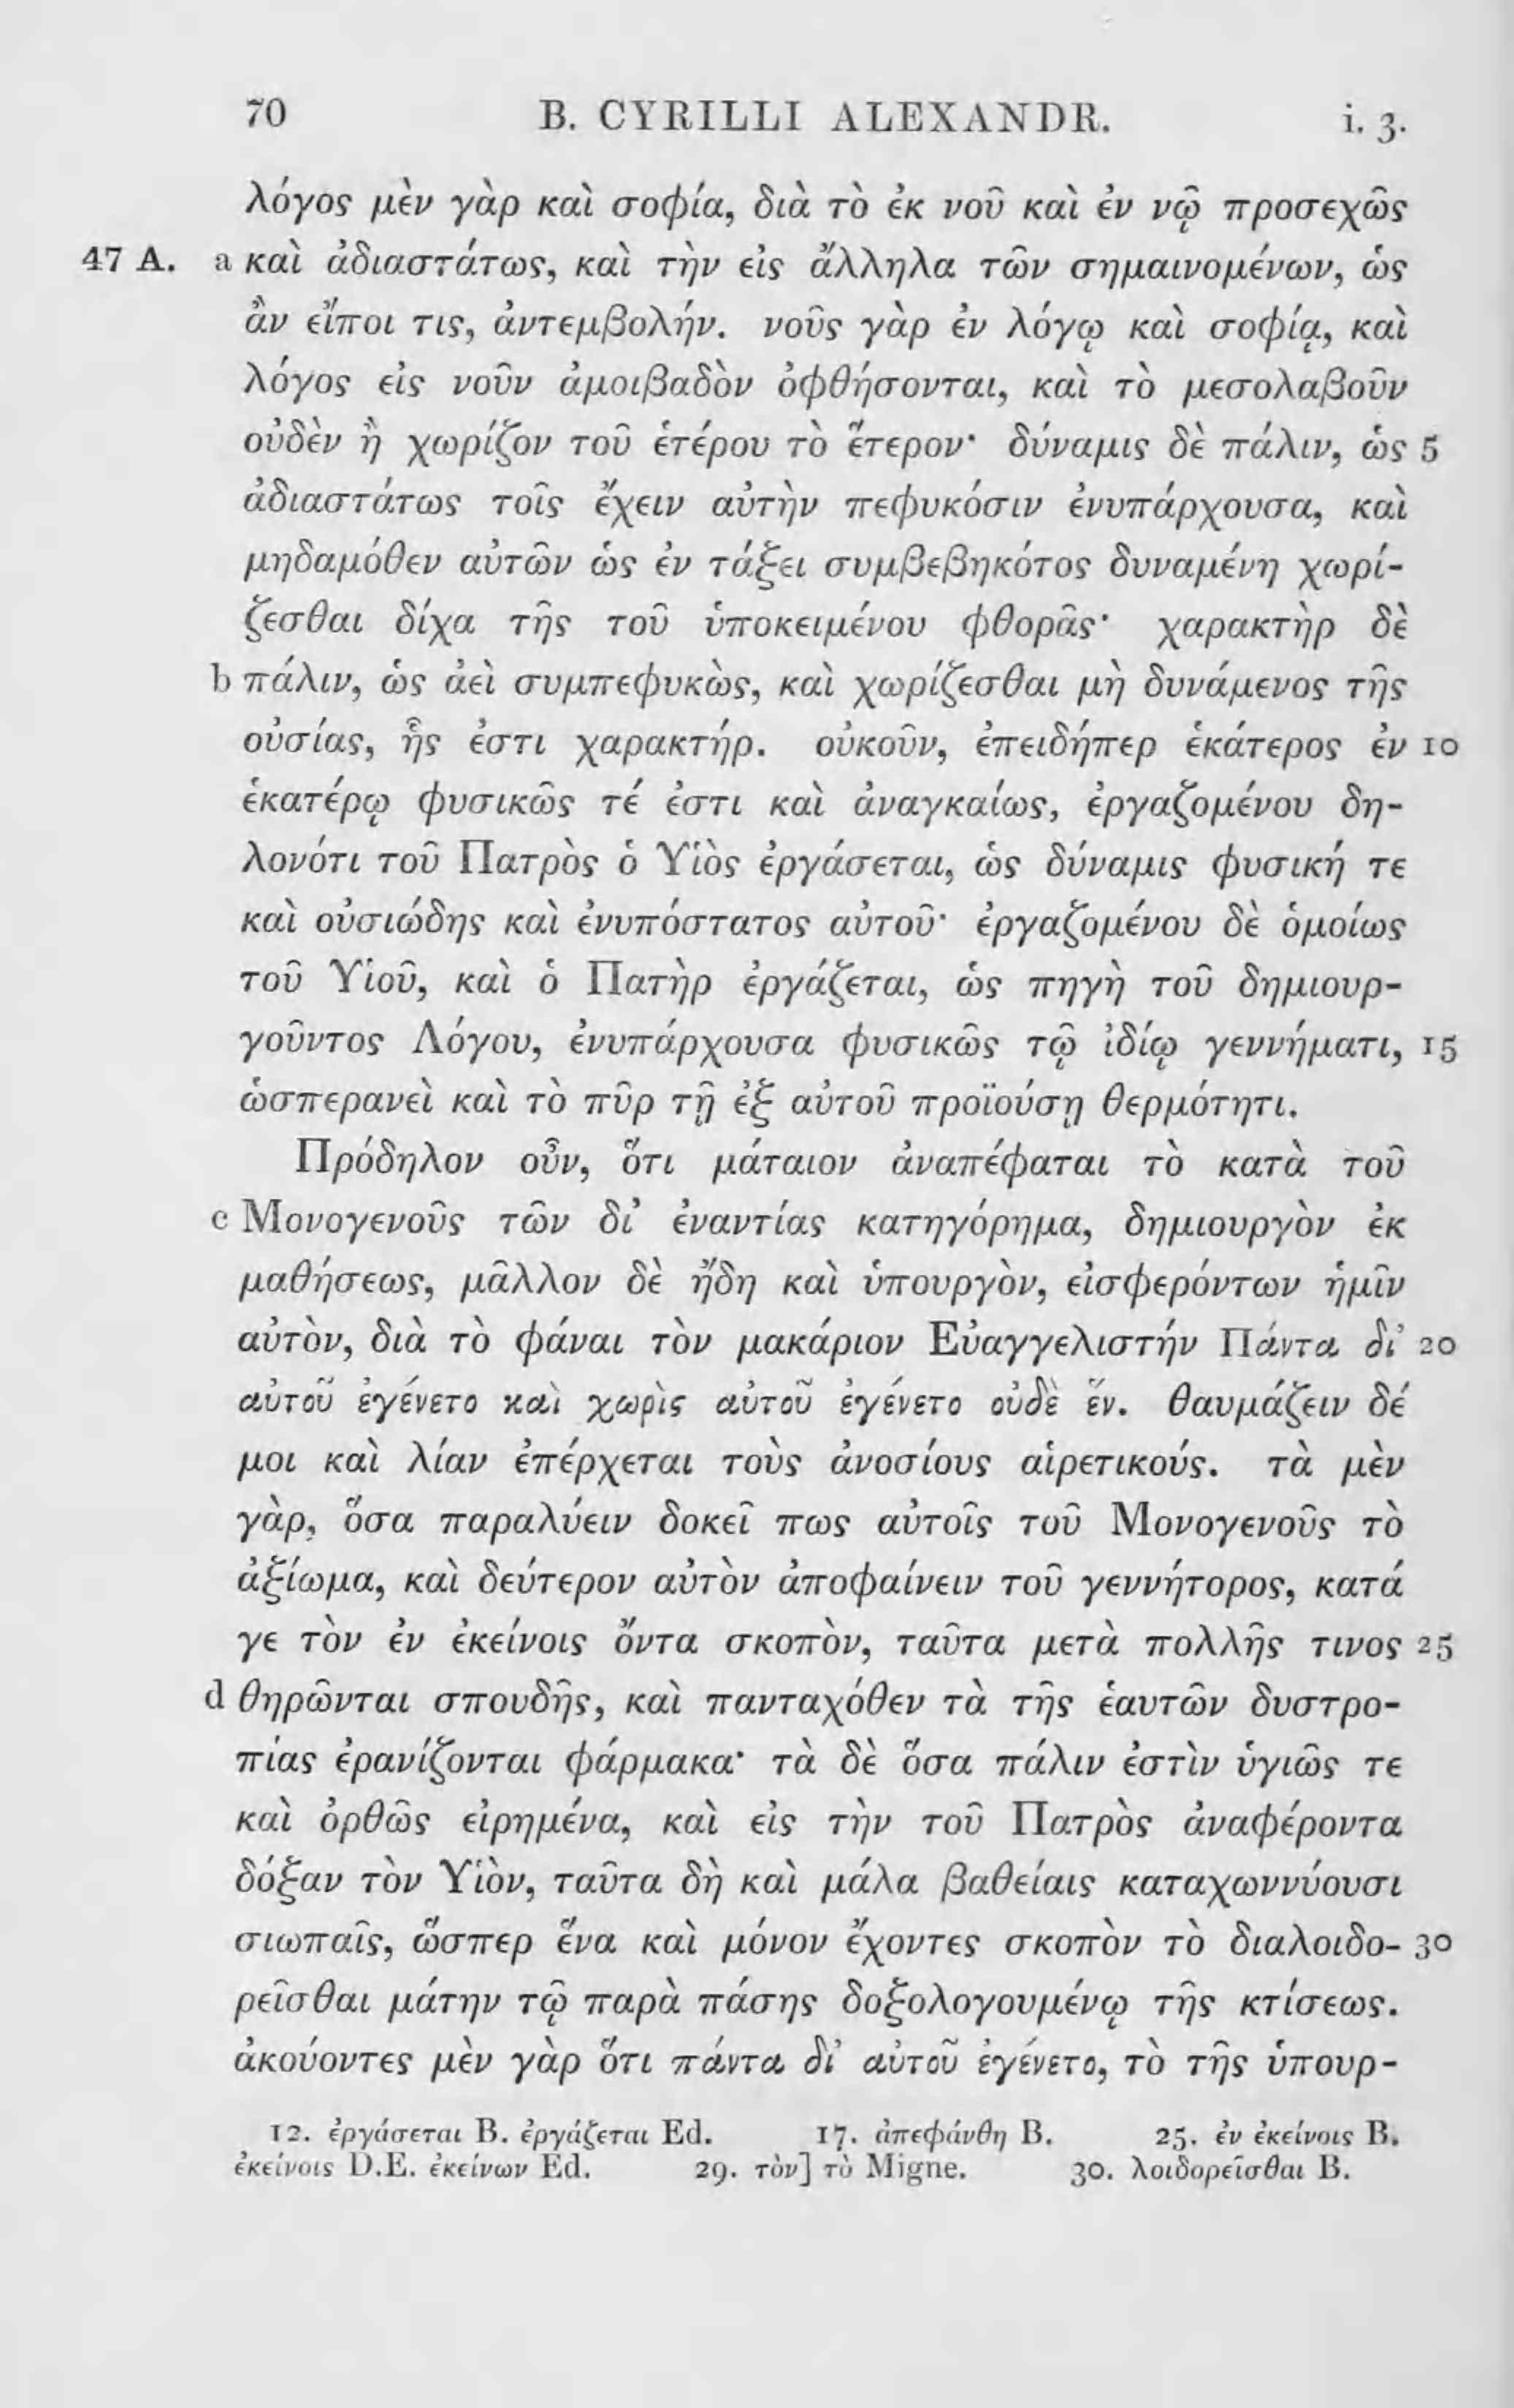 70 B. CYRILLI ALEXANDR. i. 3.
λόγος μὲν γὰρ καὶ σοφία, διὰ τὸ ἐκ νοῦ καὶ ἐν νῷ προσεχῶς
47 A. a καὶ ἀδιαστάτως, καὶ τὴν εἰς ἄλληλα τῶν σημαινομένων, ὡς
ἂν εἴποι τις, ἀντεμβολήν. νοῦς γὰρ ἐν λόγῳ καὶ σοφίᾳ, καὶ
λόγος εἰς νοῦν ἀμοιβαδὸν ὀφθήσονται, καὶ τὸ μεσολαβοῦν
οὐδὲν ἢ χωρίζον τοῦ ἑτέρου τὸ ἕτερον· δύναμις δὲ πάλιν, ὡς 5
ἀδιαστάτως τοῖς ἔχειν αὐτὴν πεφυκόσιν ἐνυπάρχουσα, καὶ
μηδαμόθεν αὐτῶν ὡς ἐν τάξει συμβεβηκότος δυναμένη χωρί-
ζεσθαι δίχα τῆς τοῦ ὑποκειμένου φθορᾶς· χαρακτὴρ δὲ
b πάλιν, ὡς ἀεὶ συμπεφυκὼς, καὶ χωρίζεσθαι μὴ δυνάμενος τῆς
οὐσίας, ἧς ἐστι χαρακτήρ. οὐκοῦν, ἐπειδήπερ ἑκάτερος ἐν 10
ἑκατέρῳ φυσικῶς τέ ἐστι καὶ ἀναγκαίως, ἐργαζομένου δη-
λονότι τοῦ Πατρὸς ὁ Υἱὸς ἐργάσεται, ὡς δύναμις φυσική τε
καὶ οὐσιώδης καὶ ἐνυπόστατος αὐτοῦ· ἐργαζομένου δὲ ὁμοίως
τοῦ Υἱοῦ, καὶ ὁ Πατὴρ ἐργάζεται, ὡς πηγὴ τοῦ δημιουρ-
γοῦντος Λόγου, ἐνυπάρχουσα φυσικῶς τῷ ἰδίῳ γεννήματι, 15
ὡσπερανεὶ καὶ τὸ πῦρ τῇ ἐξ αὐτοῦ προϊούσῃ θερμότητι.
Πρόδηλον οὖν, ὅτι μάταιον ἀναπέφαται τὸ κατὰ τοῦ
c Μονογενοῦς τῶν δι’ ἐναντίας κατηγόρημα, δημιουργὸν ἐκ
μαθήσεως, μᾶλλον δὲ ἤδη καὶ ὑπουργὸν, εἰσφερόντων ἡμῖν
αὐτὸν, διὰ τὸ φάναι τὸν μακάριον Εὐαγγελιστήν Πάντα δι’ 20
αὐτοῦ ἐγένετο καὶ χωρὶς αὐτοῦ ἐγένετο οὐδὲ ἕν. θαυμάζειν δέ
μοι καὶ λίαν ἐπέρχεται τοὺς ἀνοσίους αἱρετικούς. τὰ μὲν
γὰρ, ὅσα παραλύειν δοκεῖ πως αὐτοῖς τοῦ Μονογενοῦς τὸ
ἀξίωμα, καὶ δεύτερον αὐτὸν ἀποφαίνειν τοῦ γεννήτορος, κατά
γε τὸν ἐν ἐκείνοις ὄντα σκοπὸν, ταῦτα μετὰ πολλῆς τινος 25
d θηρῶνται σπουδῆς, καὶ πανταχόθεν τὰ τῆς ἑαυτῶν δυστρο-
πίας ἐρανίζονται φάρμακα· τὰ δὲ ὅσα πάλιν ἐστὶν ὑγιῶς τε
καὶ ὀρθῶς εἰρημένα, καὶ εἰς τὴν τοῦ Πατρὸς ἀναφέροντα
δόξαν τὸν Υἱὸν, ταῦτα δὴ καὶ μάλα βαθείαις καταχωννύουσι
σιωπαῖς, ὥσπερ ἕνα καὶ μόνον ἔχοντες σκοπὸν τὸ διαλοιδο- 30
ρεῖσθαι μάτην τῷ παρὰ πάσης δοξολογουμένῳ τῆς κτίσεως.
ἀκούοντες μὲν γὰρ ὅτι πάντα δι’ αὐτοῦ ἐγένετο, τὸ τῆς ὑπουρ-
12. ἐργάσεται B. ἐργάζεται Ed. 17. ἀπεφάνθη B. 25. ἐν ἐκείνοις B.
ἐκείνοις D.E. ἐκείνων Ed. 29. τὸν] τὸ Migne. 30. λοιδορεῖσθαι B.